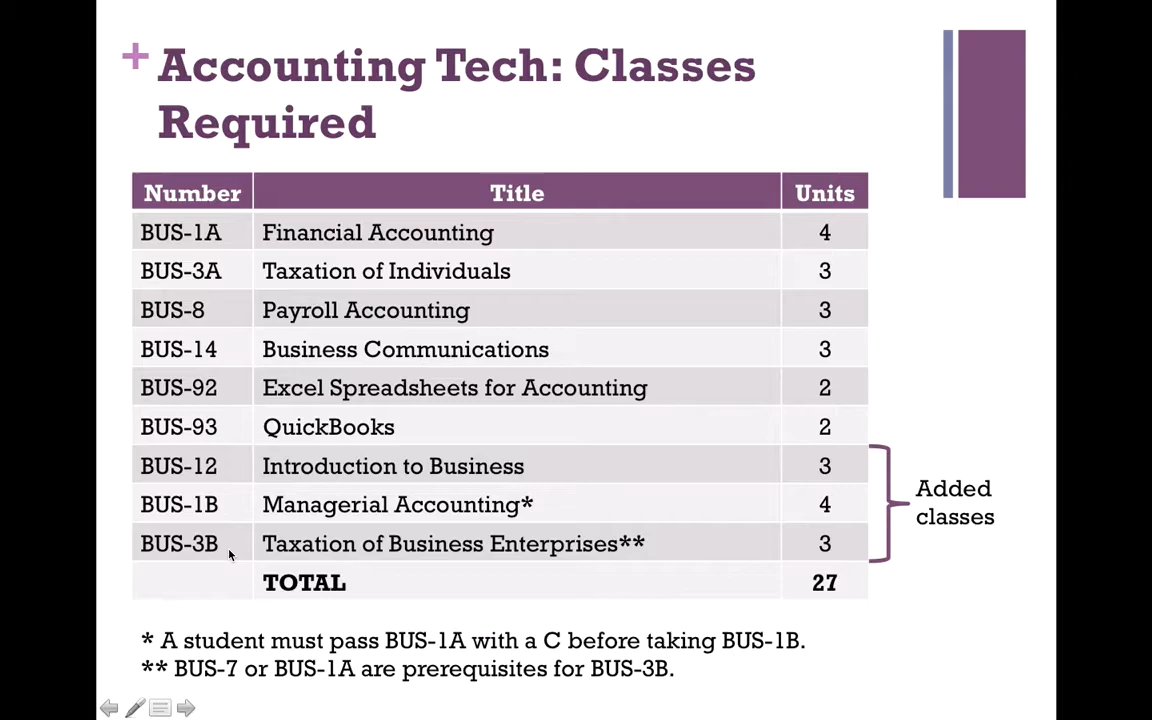 + Accounting Tech: Classes
Required
Number Title Units
BUS-1A Financial Accounting 4
BUS-3A Taxation of Individuals 3
BUS-8 Payroll Accounting 3
BUS-14 Business Communications 3
BUS-92 Excel Spreadsheets for Accounting 2
BUS-93 QuickBooks 2
BUS-12 Introduction to Business 3
BUS-1B Managerial Accounting* 4
BUS-3B Taxation of Business Enterprises** 3
TOTAL 27
Added
classes
* A student must pass BUS-1A with a C before taking BUS-1B.
** BUS-7 or BUS-1A are prerequisites for BUS-3B.